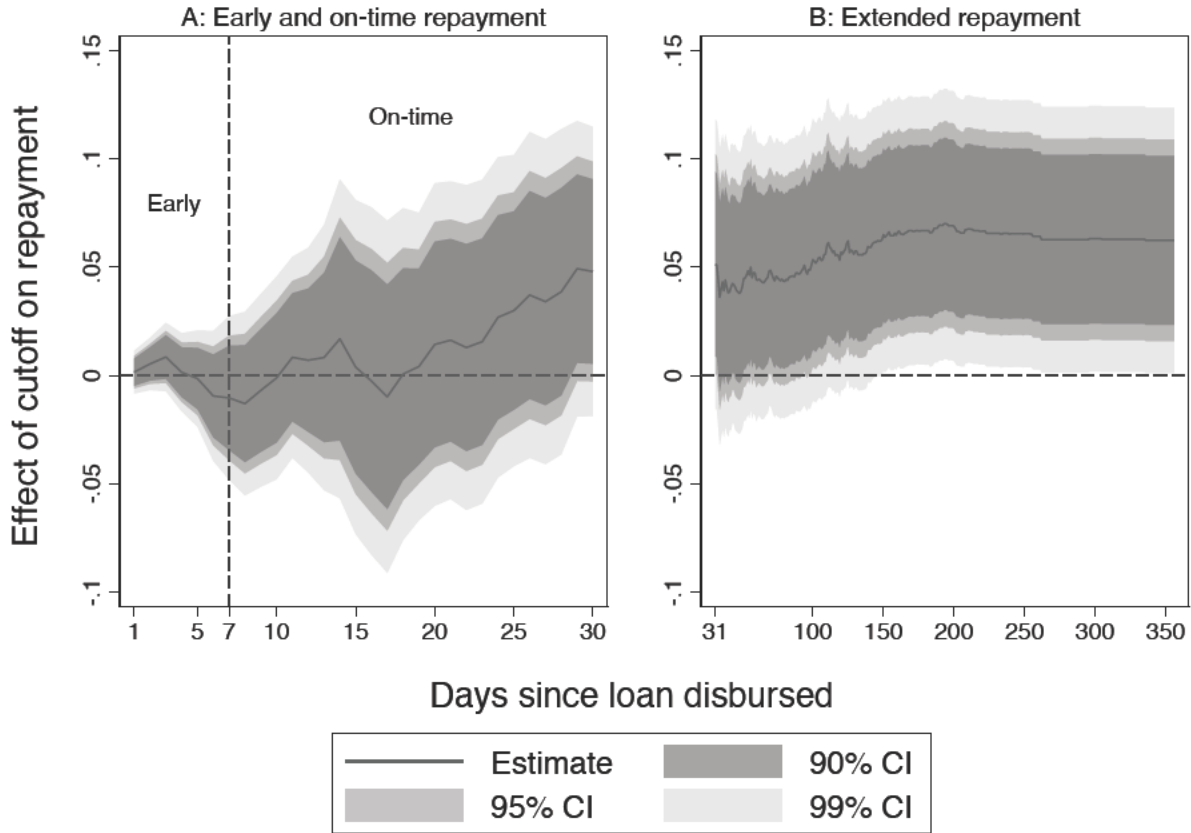 A: Early and on-time repayment
B: Extended repayment
Effect of cutoff on repayment
.15
.1
.05
0
-.05
-.1
Early
On-time
1 5 7 10 15 20 25 30
.15
.1
.05
0
-.05
-.1
31 100 150 200 250 300 350
Days since loan disbursed
Estimate 90% CI
95% CI 99% CI